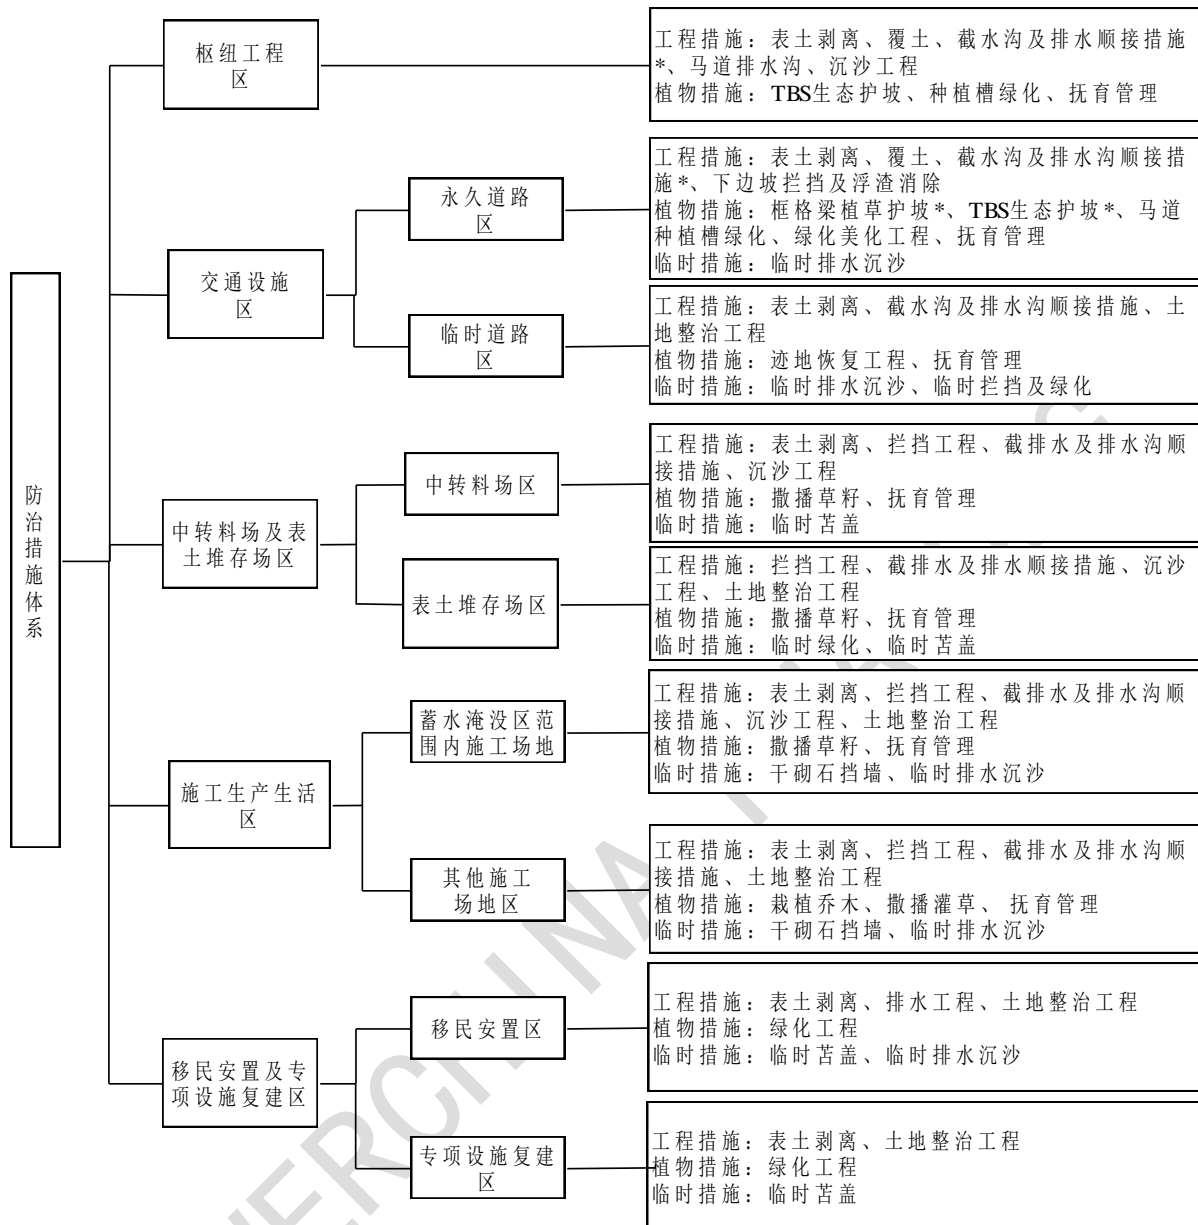 防
治
措
施
体
系
枢纽工程
区
工程措施：表土剥离、覆土、截水沟及排水顺接措施
*、马道排水沟、沉沙工程
植物措施：TBS生态护坡、种植槽绿化、抚育管理
交通设施
区
永久道路
区
工程措施：表土剥离、覆土、截水沟及排水沟顺接措
施*、下边坡拦挡及浮渣消除
植物措施：框格梁植草护坡*、TBS生态护坡*、马道
种植槽绿化、绿化美化工程、抚育管理
临时措施：临时排水沉沙
临时道路
区
工程措施：表土剥离、截水沟及排水沟顺接措施、土
地整治工程
植物措施：迹地恢复工程、抚育管理
临时措施：临时排水沉沙、临时拦挡及绿化
中转料场及表
土堆存场区
中转料场区
工程措施：表土剥离、拦挡工程、截排水及排水沟顺
接措施、沉沙工程
植物措施：撒播草籽、抚育管理
临时措施：临时苫盖
表土堆存场区
工程措施：拦挡工程、截排水及排水顺接措施、沉沙
工程、土地整治工程
植物措施：撒播草籽、抚育管理
临时措施：临时绿化、临时苫盖
施工生产生活
区
蓄水淹没区范
围内施工场地
工程措施：表土剥离、拦挡工程、截排水及排水沟顺
接措施、沉沙工程、土地整治工程
植物措施：撒播草籽、抚育管理
临时措施：干砌石挡墙、临时排水沉沙
其他施工
场地区
工程措施：表土剥离、拦挡工程、截排水及排水沟顺
接措施、土地整治工程
植物措施：栽植乔木、撒播灌草、 抚育管理
临时措施：干砌石挡墙、临时排水沉沙
移民安置及专
项设施复建区
移民安置区
工程措施：表土剥离、排水工程、土地整治工程
植物措施：绿化工程
临时措施：临时苫盖、临时排水沉沙
专项设施复建
区
工程措施：表土剥离、土地整治工程
植物措施：绿化工程
临时措施：临时苫盖